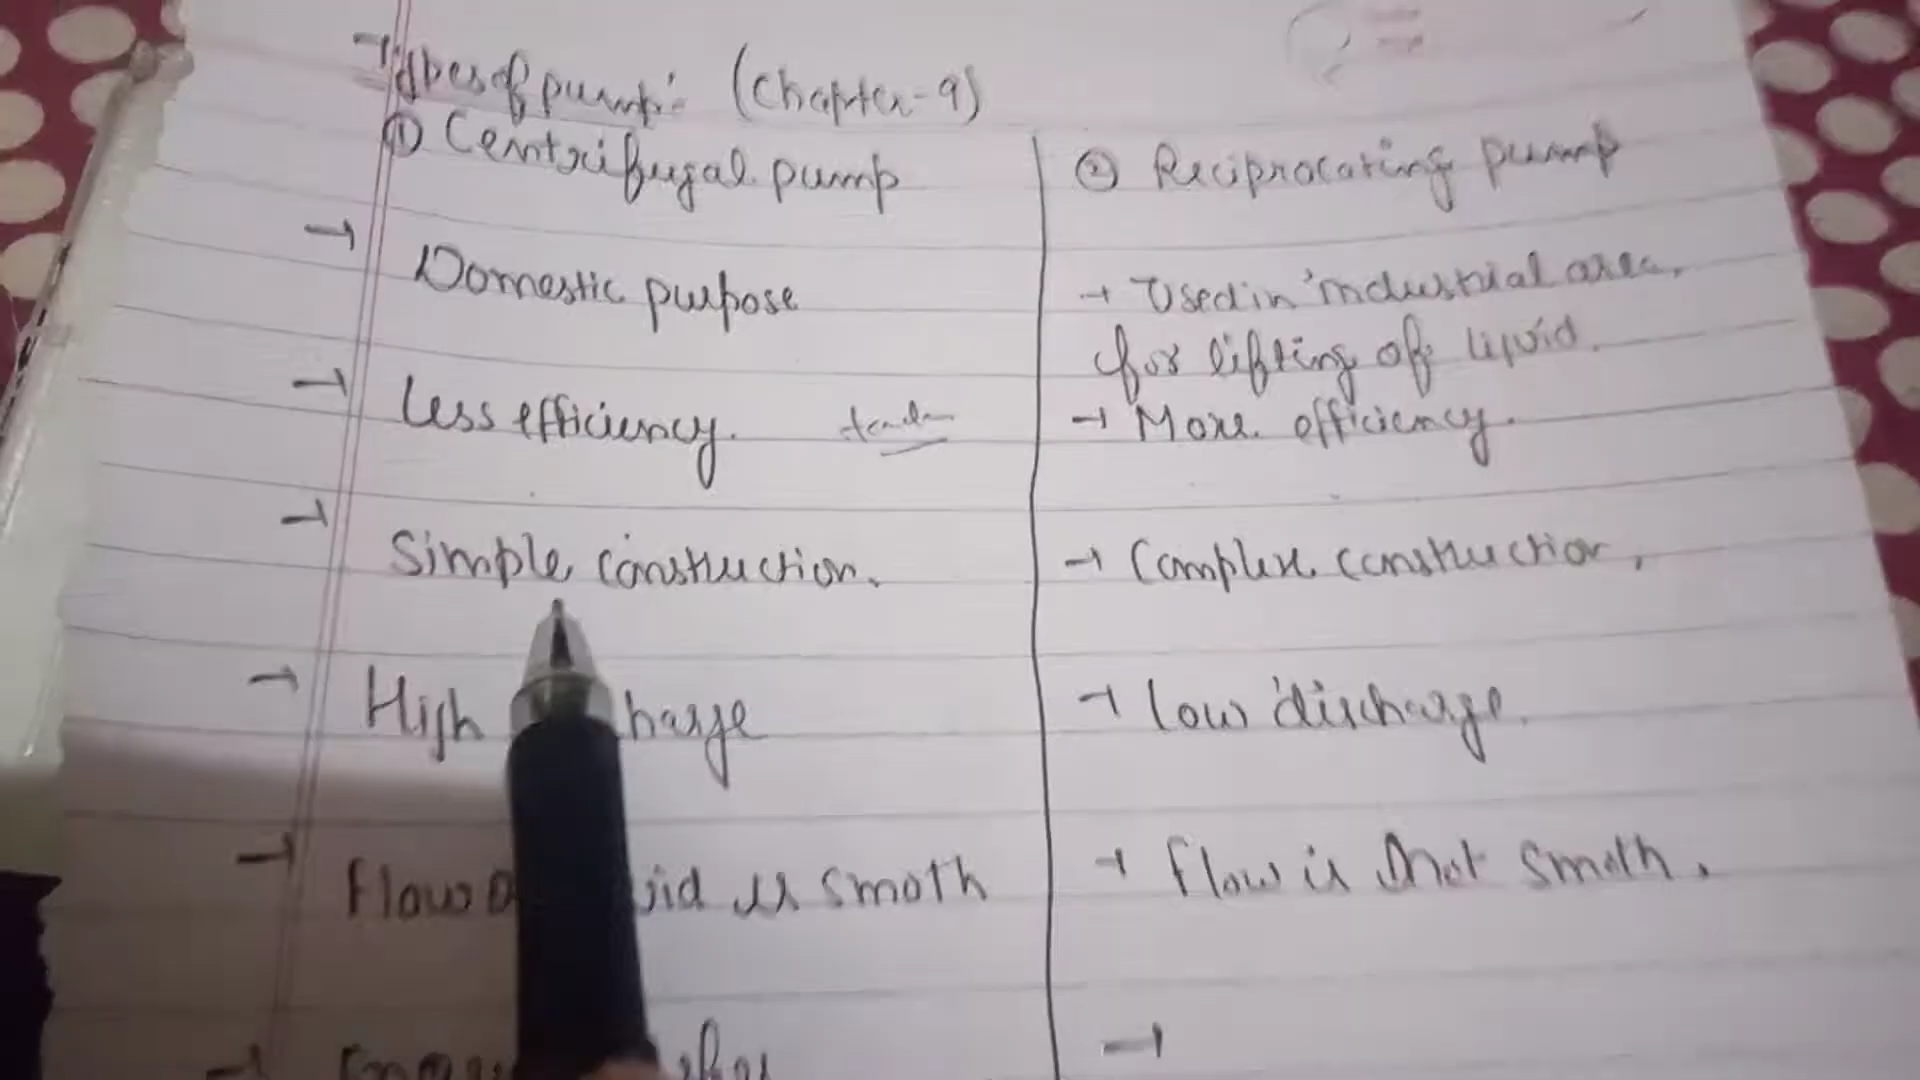 Types of pump:- (Chapter-9)
① Centrifugal pump
② Reciprocating pump
→ Domestic purpose
→ Used in industrial area,
for lifting of liquid.
→ Less efficiency.
→ More efficiency.
→ Simple construction.
→ Complex construction,
→ High harge
→ Low discharge.
→ Flow uid is smoth
→ Flow is not smoth.
→
→